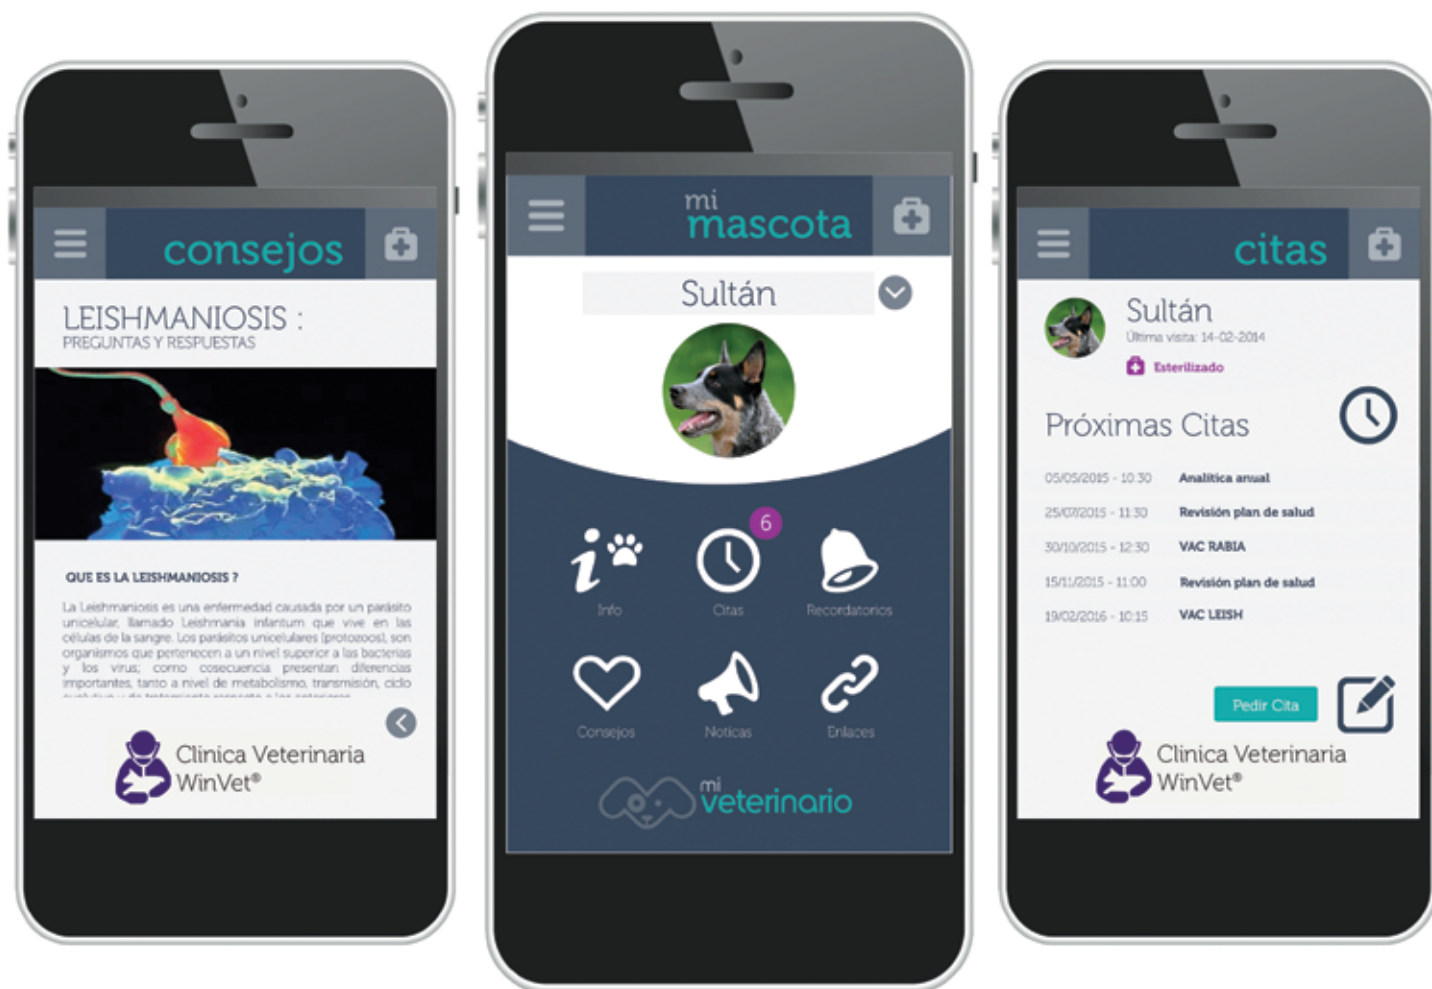 consejos
LEISHMANIOSIS :
PREGUNTAS Y RESPUESTAS
QUE ES LA LEISHMANIOSIS ?
La Leishmaniosis es una enfermedad causada por un parásito
unicelular, llamado Leishmania infantum que vive en las
células de la sangre. Los parásitos unicelulares (protozoos), son
organismos que pertenecen a un nivel superior a las bacterias
y los virus; como cosecuencia presentan diferencias
importantes, tanto a nivel de metabolismo, transmisión, ciclo
Clinica Veterinaria
WinVet®
mi
mascota
Sultán
6
Info
Citas
Recordatorios
Consejos
Noticas
Enlaces
mi
veterinario
citas
Sultán
Última visita: 14-02-2014
Esterilizado
Próximas Citas
05/05/2015 - 10:30 Analítica anual
25/07/2015 - 11:30 Revisión plan de salud
30/10/2015 - 12:30 VAC RABIA
15/11/2015 - 11:00 Revisión plan de salud
19/02/2016 - 10:15 VAC LEISH
Pedir Cita
Clinica Veterinaria
WinVet®